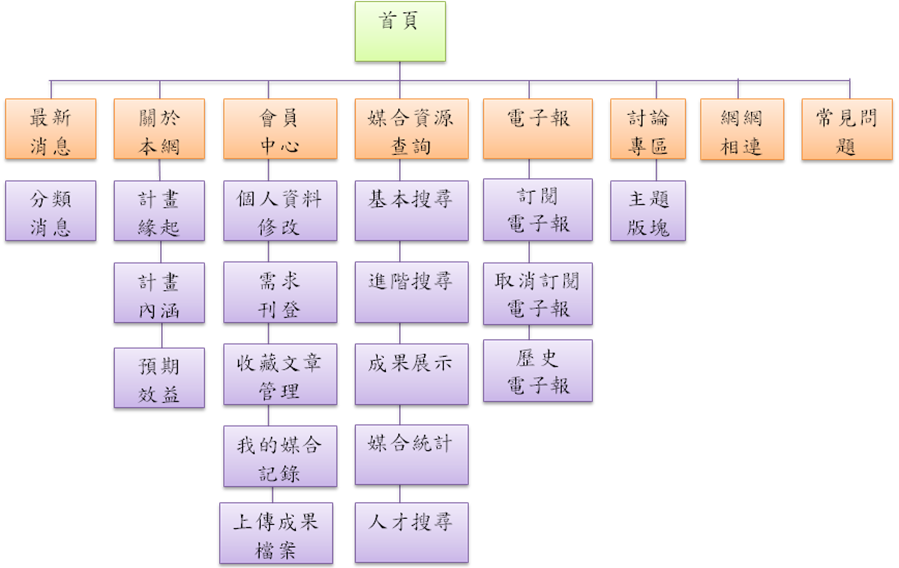 首頁
最新
消息
關於
本網
會員
中心
媒合資源
查詢
電子報
討論
專區
網網
相連
常見問
題
分類
消息
計畫
緣起
計畫
內涵
預期
效益
個人資料
修改
需求
刊登
收藏文章
管理
我的媒合
記錄
上傳成果
檔案
基本搜尋
進階搜尋
成果展示
媒合統計
人才搜尋
訂閱
電子報
取消訂閱
電子報
歷史
電子報
主題
版塊